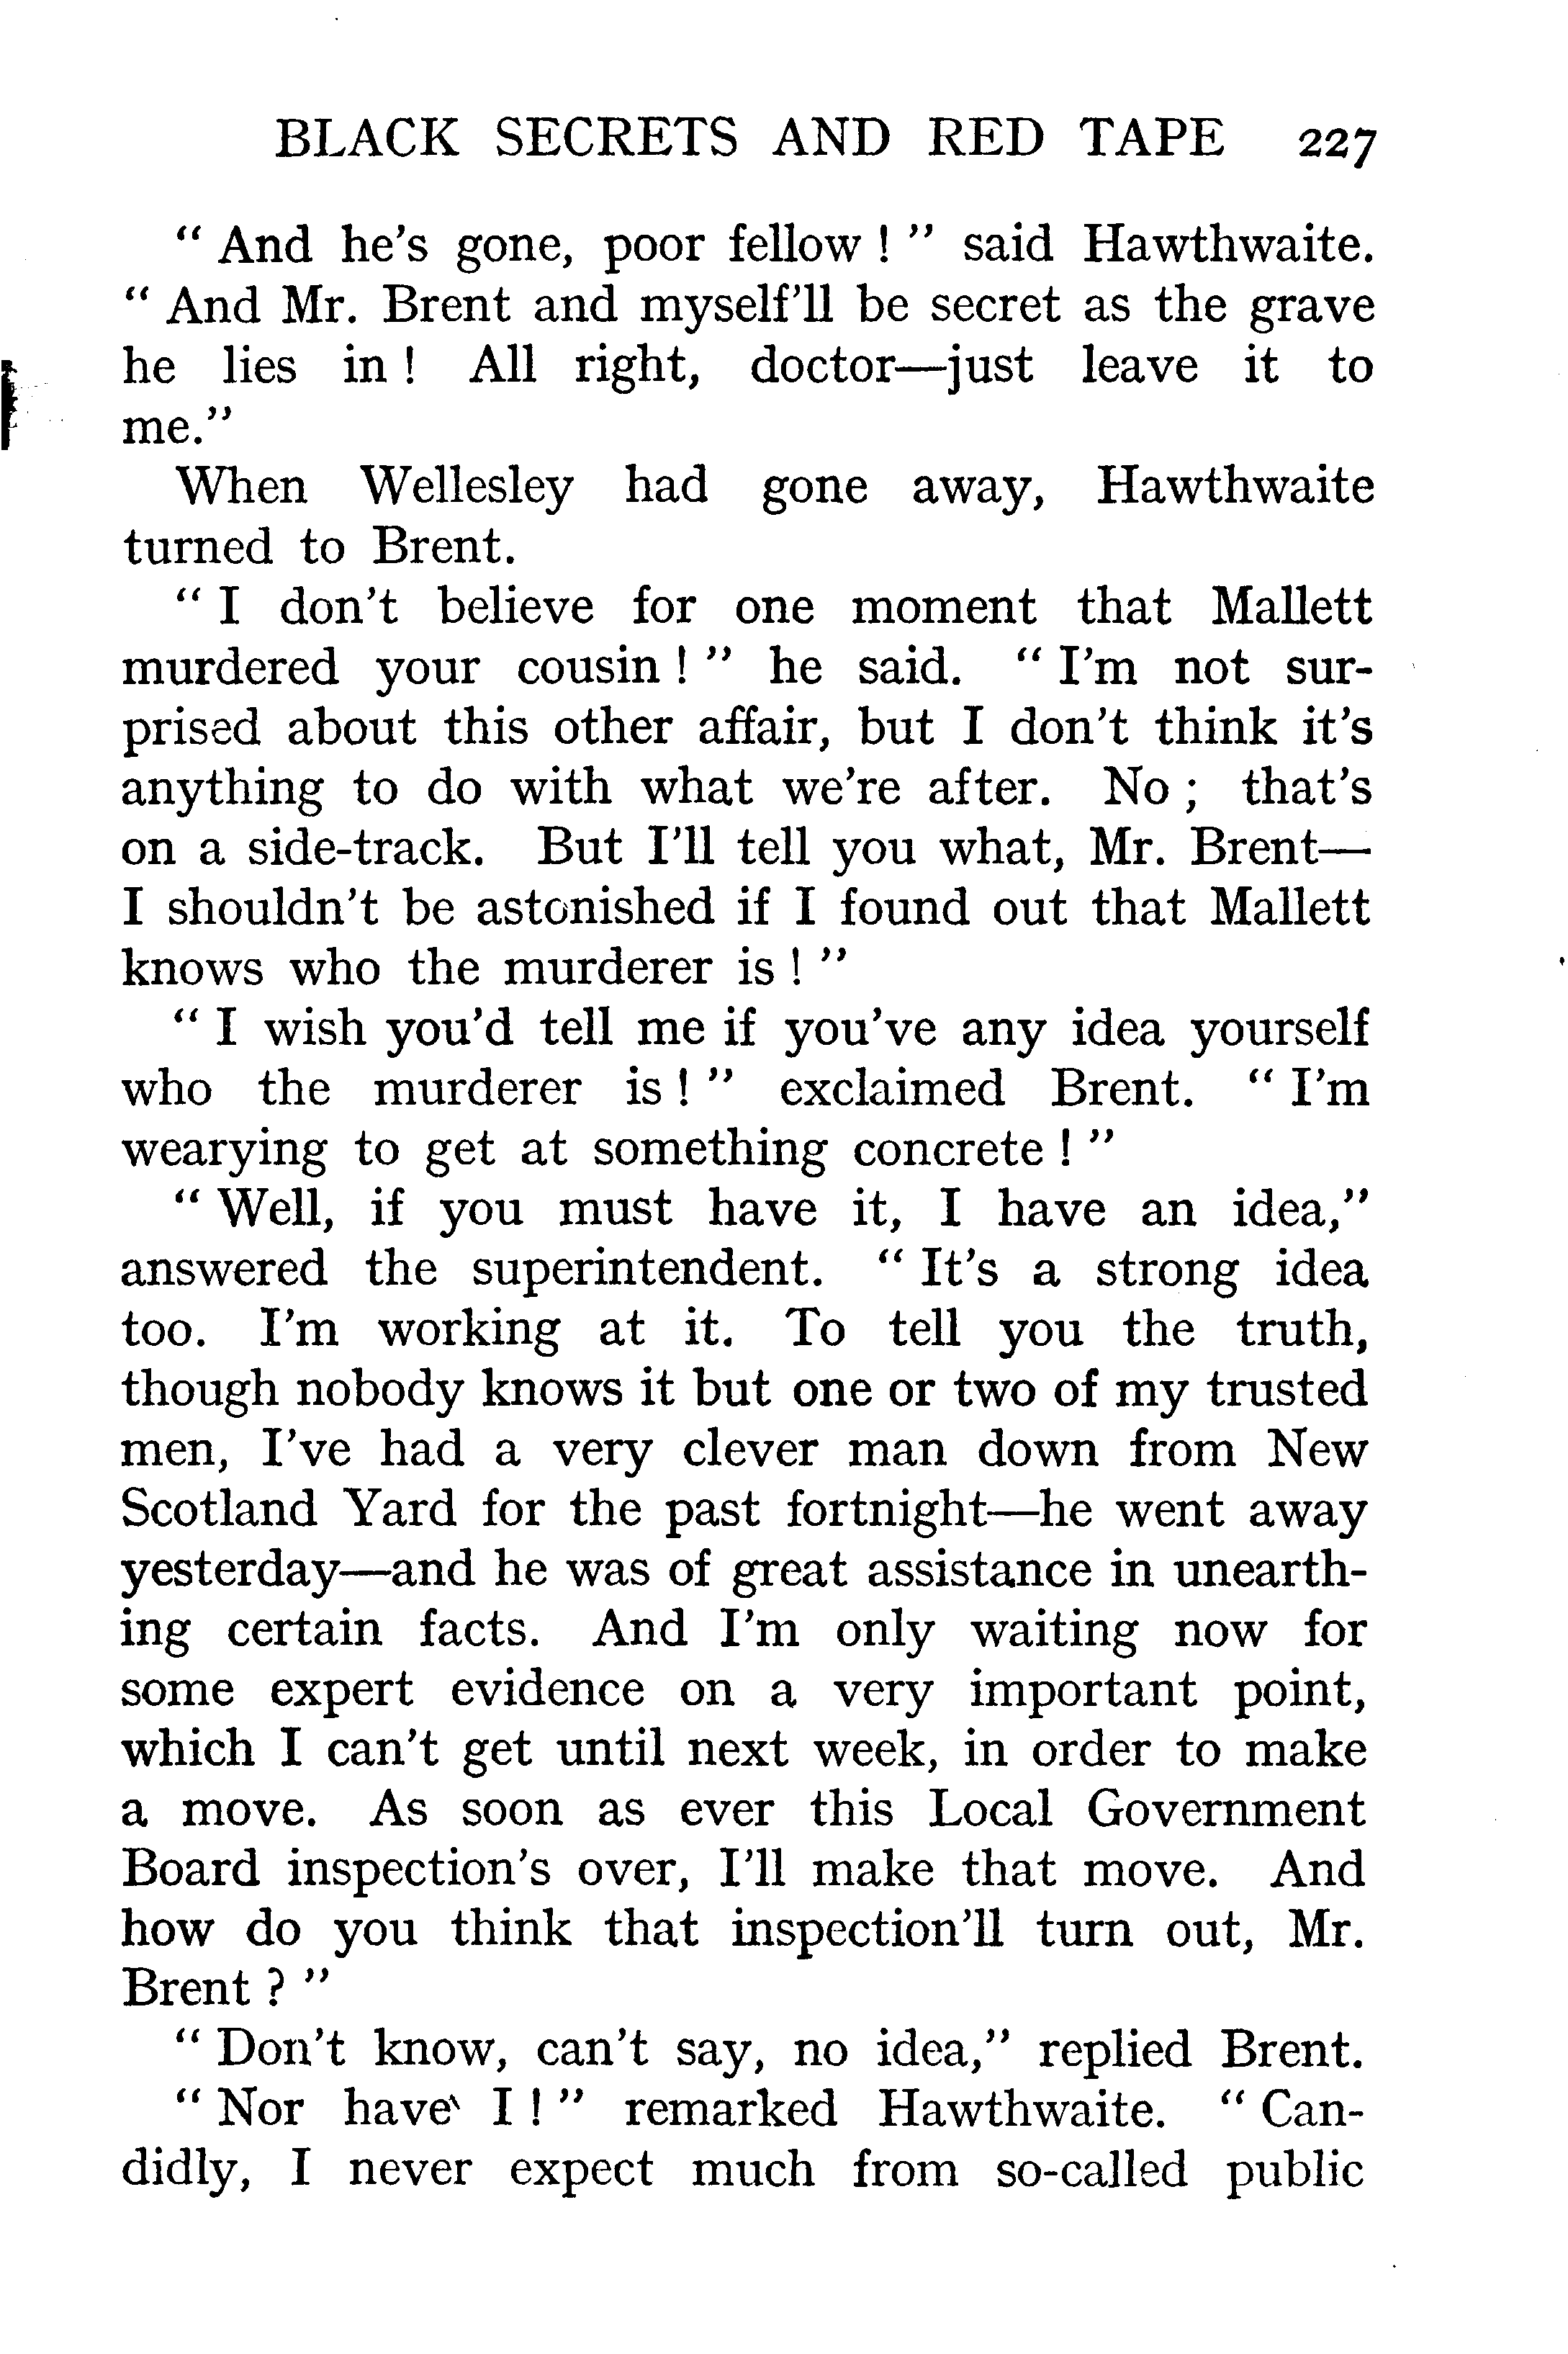 BLACK SECRETS AND RED TAPE 227
“ And he's gone, poor fellow ! ” said Hawthwaite.
“ And Mr. Brent and myself'll be secret as the grave
he lies in ! All right, doctor—just leave it to
me.”
When Wellesley had gone away, Hawthwaite
turned to Brent.
“ I don't believe for one moment that Mallett
murdered your cousin ! ” he said. “ I'm not sur-
prised about this other affair, but I don't think it's
anything to do with what we're after. No ; that's
on a side-track. But I'll tell you what, Mr. Brent—
I shouldn't be astonished if I found out that Mallett
knows who the murderer is ! ”
“ I wish you'd tell me if you've any idea yourself
who the murderer is ! ” exclaimed Brent. “ I'm
wearying to get at something concrete ! ”
“ Well, if you must have it, I have an idea,”
answered the superintendent. “ It's a strong idea
too. I'm working at it. To tell you the truth,
though nobody knows it but one or two of my trusted
men, I've had a very clever man down from New
Scotland Yard for the past fortnight—he went away
yesterday—and he was of great assistance in unearth-
ing certain facts. And I'm only waiting now for
some expert evidence on a very important point,
which I can't get until next week, in order to make
a move. As soon as ever this Local Government
Board inspection's over, I'll make that move. And
how do you think that inspection'll turn out, Mr.
Brent ? ”
“ Don't know, can't say, no idea,” replied Brent.
“ Nor have I ! ” remarked Hawthwaite. “ Can-
didly, I never expect much from so-called public